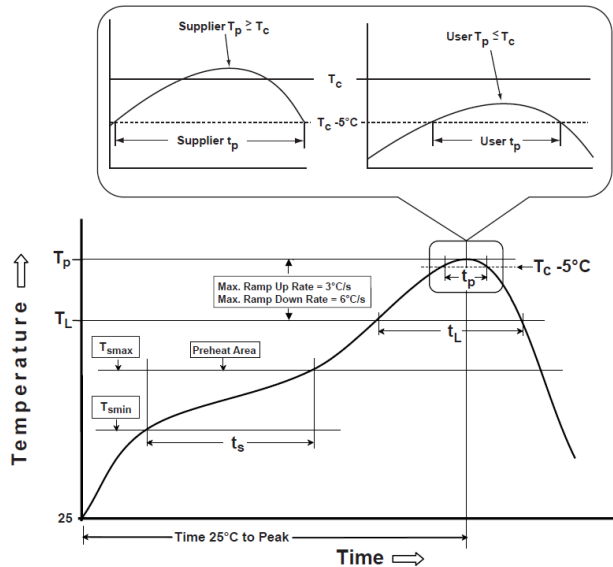 Supplier Tp ≥ Tc
User Tp ≤ Tc
Tc
Tc -5°C
Supplier tp
User tp
Tp
Tc -5°C
Max. Ramp Up Rate = 3°C/s
Max. Ramp Down Rate = 6°C/s
tp
TL
tL
Tsmax
Preheat Area
Tsmin
ts
Temperature
25
Time 25°C to Peak
Time